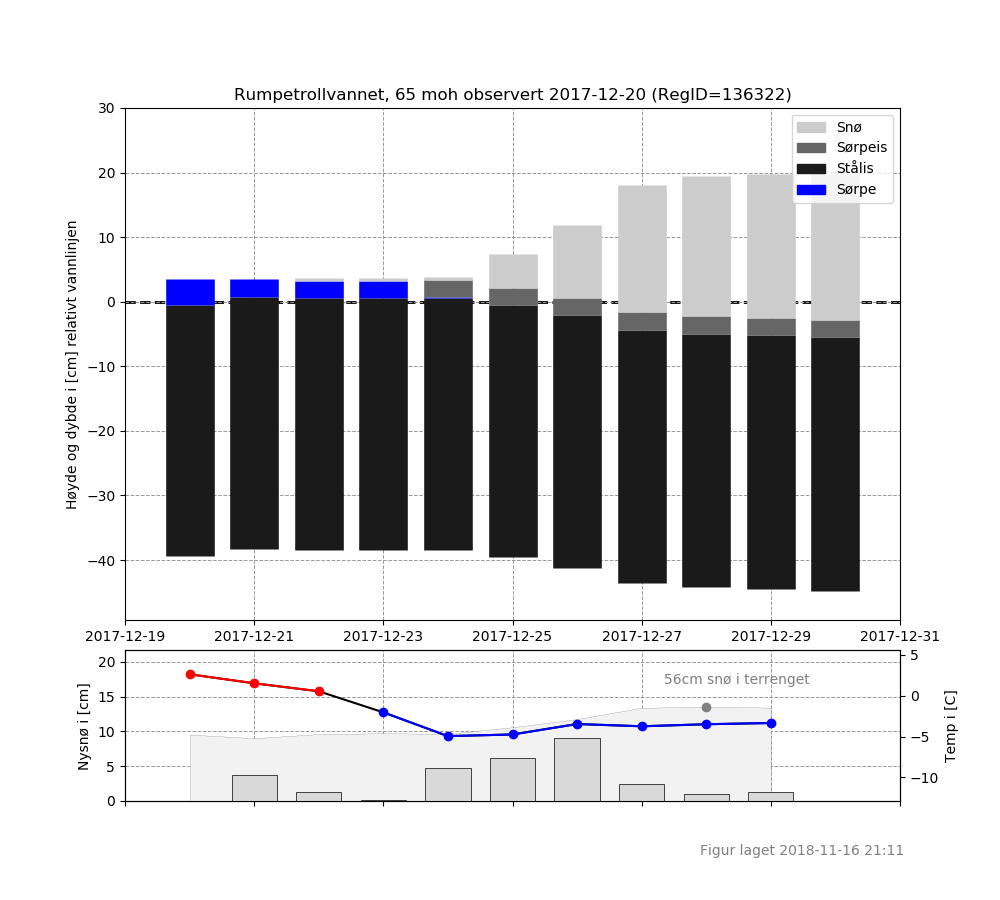 Rumpetrollvannet, 65 moh observert 2017-12-20 (RegID=136322)
Høyde og dybde i [cm] relativt vannlinjen
30
20
10
0
−10
−20
−30
−40
Snø
Sørpeis
Stålis
Sørpe
2017-12-19 2017-12-21 2017-12-23 2017-12-25 2017-12-27 2017-12-29 2017-12-31
Nysnø i [cm]
20
15
10
5
0
56cm snø i terrenget
5
0
−5
−10
Temp i [C]
Figur laget 2018-11-16 21:11